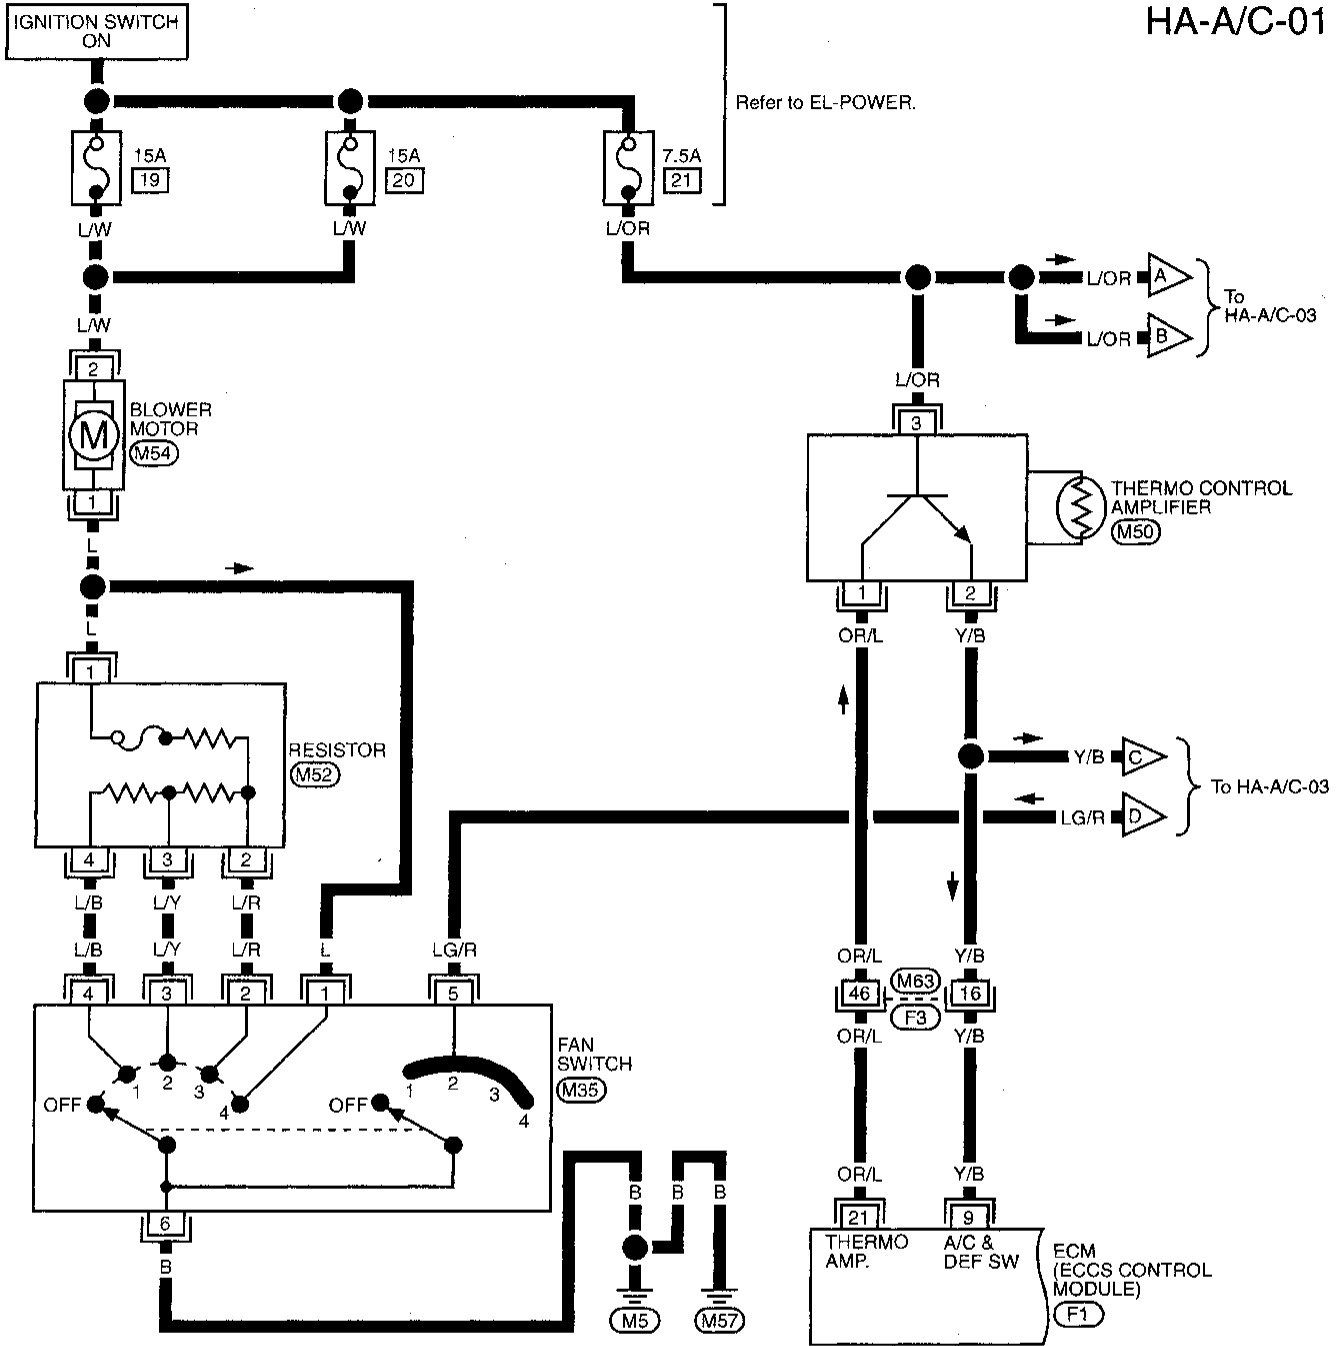 HA-A/C-01
IGNITION SWITCH
ON
Refer to EL-POWER.
15A
19
15A
20
7.5A
21
L/W
L/W
L/OR
L/OR
A
L/OR
B
To
HA-A/C-03
L/W
2
BLOWER
MOTOR
M
M54
1
L
L
L/OR
3
THERMO CONTROL
AMPLIFIER
M50
1
2
OR/L
Y/B
1
RESISTOR
M52
4
3
2
Y/B
C
LG/R
D
To HA-A/C-03
L/B
L/Y
L/R
L/B
L/Y
L/R
L
LG/R
4
3
2
1
5
OR/L
Y/B
46
M63
16
F3
OR/L
Y/B
FAN
SWITCH
M35
OFF
1
2
3
4
OFF
1
2
3
4
6
B
B
B
B
M5
M57
OR/L
Y/B
21
9
THERMO
AMP.
A/C &
DEF SW
ECM
(ECCS CONTROL
MODULE)
F1